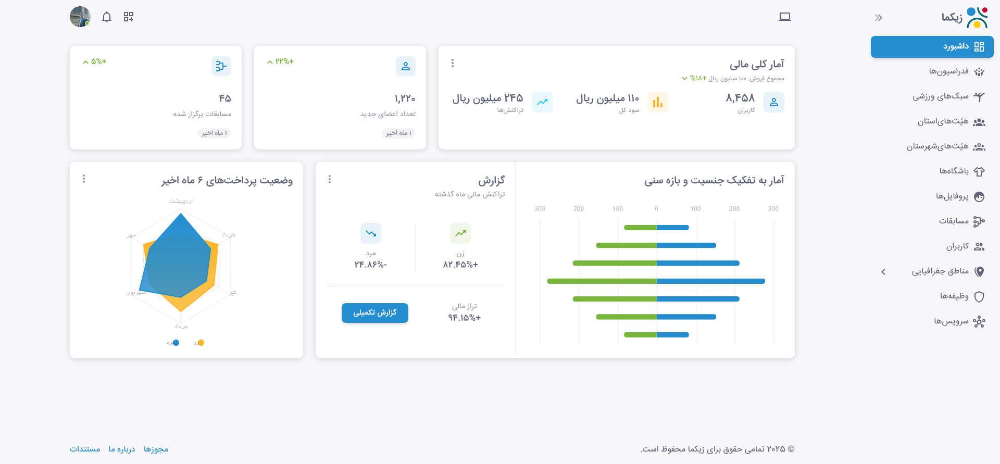 زیکما
داشبورد
فدراسیون‌ها
سبک‌های ورزشی
هیُت‌های‌استان
هیُت‌های‌شهرستان
باشگاه‌ها
پروفایل‌ها
مسابقات
کاربران
مناطق جغرافیایی
وظیفه‌ها
سرویس‌ها
آمار کلی مالی
مجموع فروش: ۱۰۰ میلیون ریال +۱۸%
۸,۴۵۸
کاربران
۱۱۰ میلیون ریال
سود کل
۲۴۵ میلیون ریال
تراکنش‌ها
+۲۲%
۱,۲۲۰
تعداد اعضای جدید
۱ ماه اخیر
+۵%
۴۵
مسابقات برگزار شده
۱ ماه اخیر
آمار به تفکیک جنسیت و بازه سنی
300 200 100 0 100 200 300
گزارش
تراکنش مالی ماه گذشته
زن
+۸۲.۴۵%
مرد
-۲۴.۸۶%
تراز مالی
+۹۴.۱۵%
گزارش تکمیلی
وضعیت پرداخت‌های ۶ ماه اخیر
اردیبهشت
خرداد
تیر
مرداد
شهریور
مهر
زن
مرد
© ۲۰۲۵ تمامی حقوق برای زیکما محفوظ است.
مجوزها درباره ما مستندات